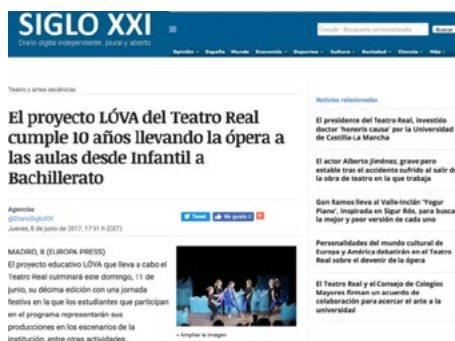 SIGLO XXI
Diario digital independiente, plural y abierto
Google Búsqueda personalizada
Buscar
Opinión España Mundo Economía Deportes Cultura Sociedad Ciencia Más
Teatro y artes escénicas
El proyecto LÓVA del Teatro Real
cumple 10 años llevando la ópera a
las aulas desde Infantil a
Bachillerato
Agencias
@DiarioSigloXXI
Jueves, 8 de junio de 2017, 17:31 h (CET)
Tweet
Me gusta
MADRID, 8 (EUROPA PRESS)
El proyecto educativo LÓVA que lleva a cabo el
Teatro Real culminará este domingo, 11 de
junio, su décima edición con una jornada
festiva en la que los estudiantes que participan
en el programa representarán sus
producciones en los escenarios de la
institución, entre otras actividades.
+ Ampliar la imagen
Noticias relacionadas
El presidente del Teatro Real, investido
doctor 'honoris causa' por la Universidad
de Castilla-La Mancha
El actor Alberto Jiménez, grave pero
estable tras el accidente sufrido al salir de
la obra de teatro en la que trabaja
Gon Ramos lleva al Valle-Inclán 'Yogur
Piano', inspirada en Sigur Rós, para buscar
la mejor y peor versión de cada uno
Personalidades del mundo cultural de
Europa y América debatirán en el Teatro
Real sobre el devenir de la ópera
El Teatro Real y el Consejo de Colegios
Mayores firman un acuerdo de
colaboración para acercar el arte a la
universidad